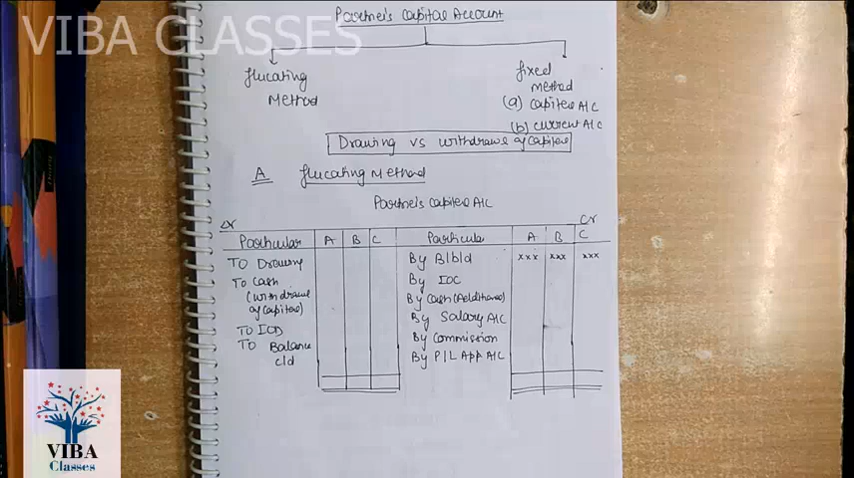 VIBA CLASSES
Partner's Capital Account
flucating
Method
fixed
method
(a) Capital A/C
(b) Current A/C
Drawing vs withdrawl of Capital
A flucating Method
Partner's Capital A/C
Dr Cr
Particular A B C Particular A B C
To Drawing By B/b/d xxx xxx xxx
To Cash By IOC
(withdrawl By Cash (Additional)
of Capital) By Salary A/C
To IOD By Commission
To Balance By P/L App A/C
c/d
VIBA
Classes